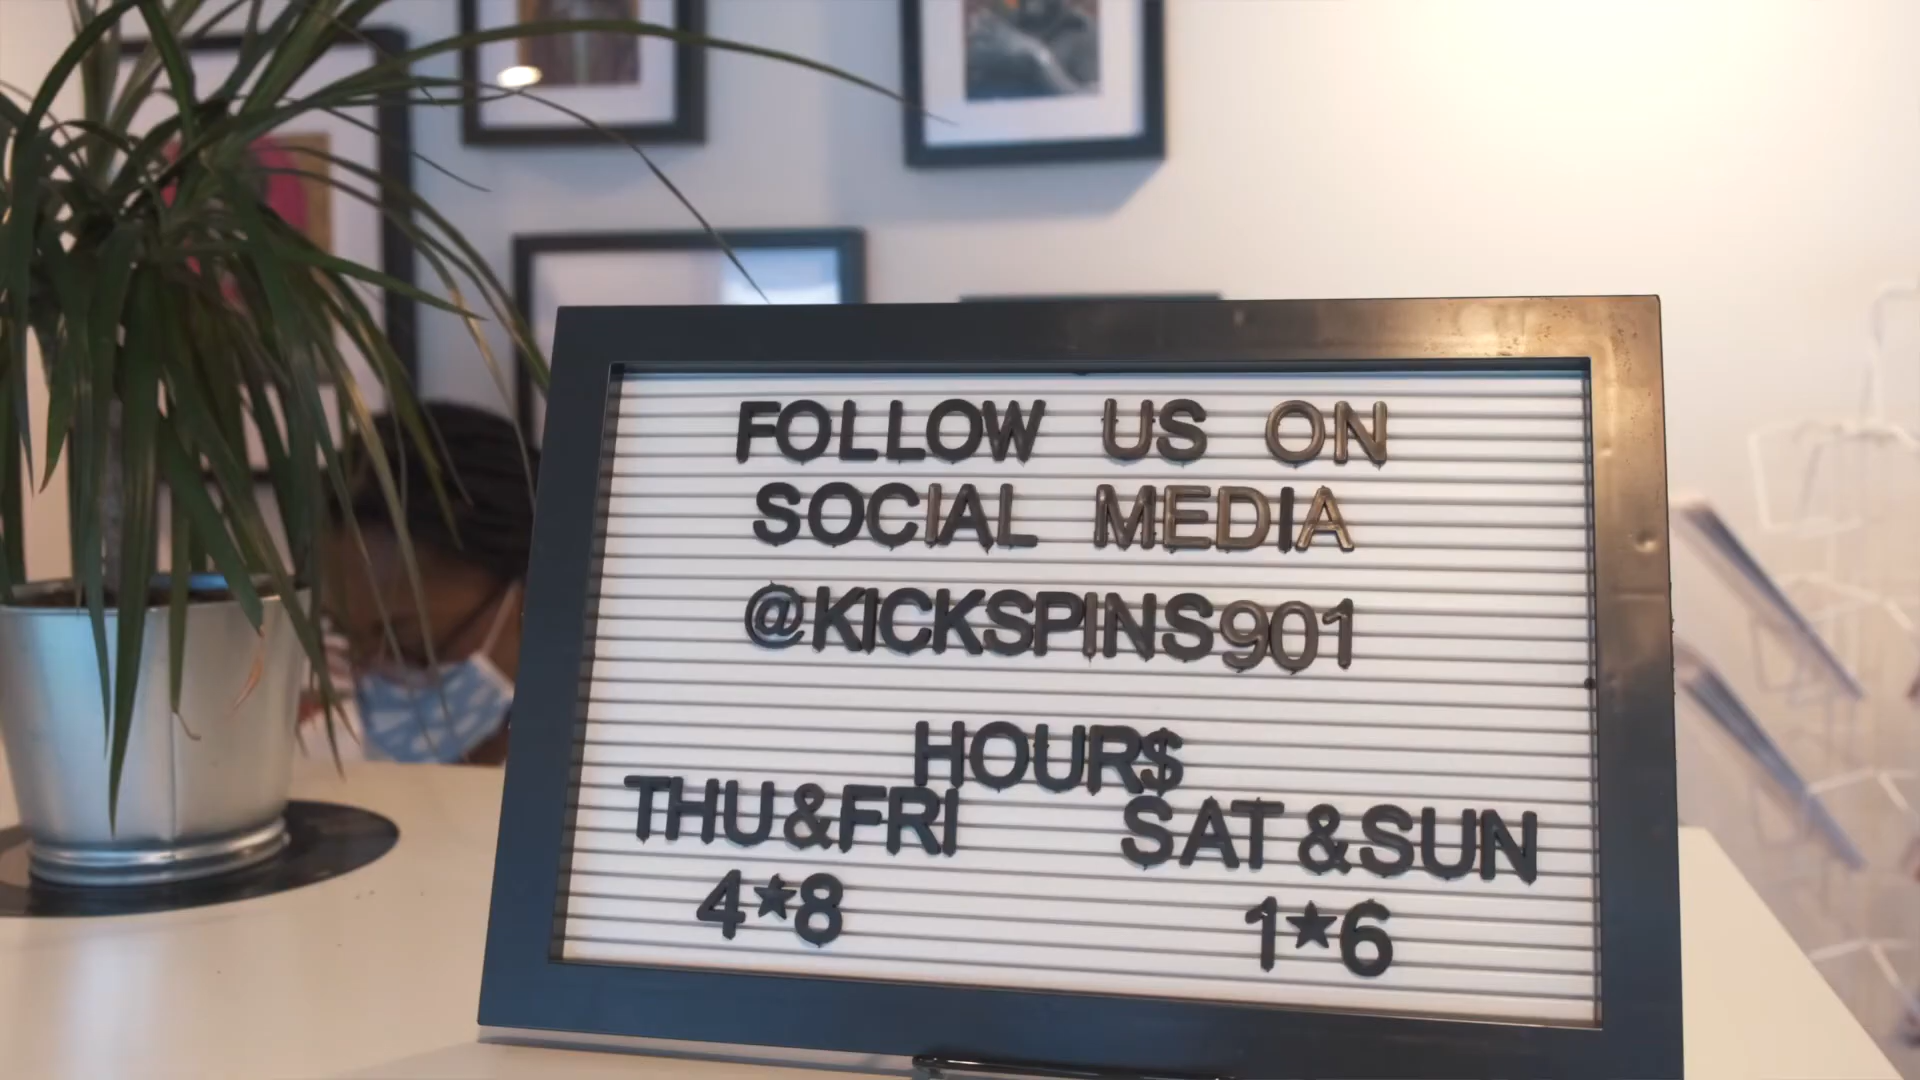 FOLLOW US ON
SOCIAL MEDIA
@KICKSPINS901
HOUR$
THU&FRI SAT&SUN
4★8 1★6